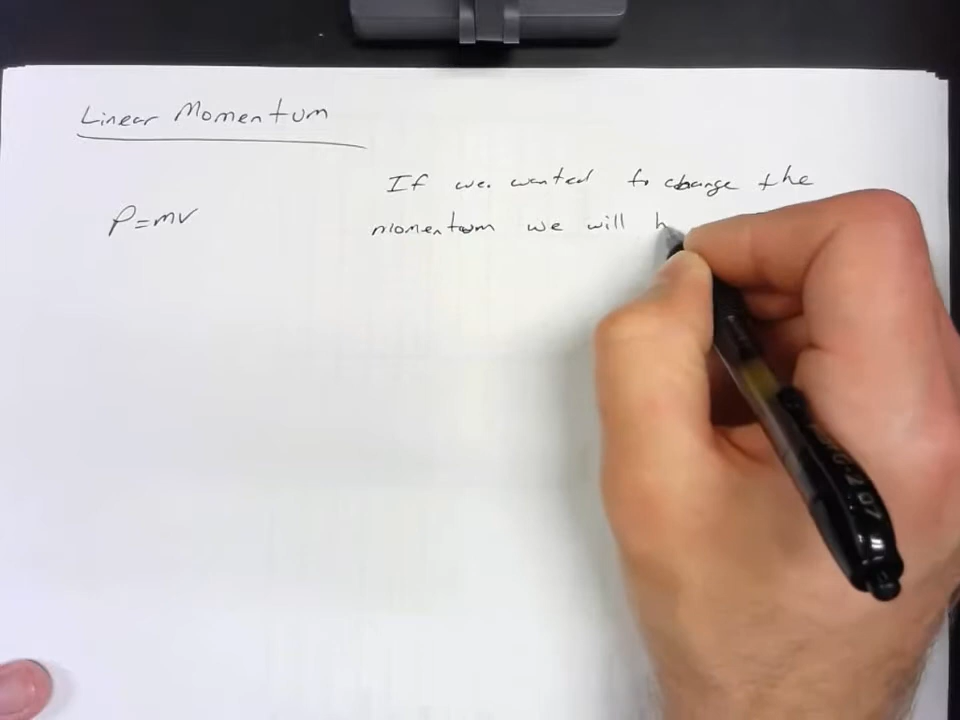 Linear Momentum
If we. wanted to change the
P=mv
momentum we will h